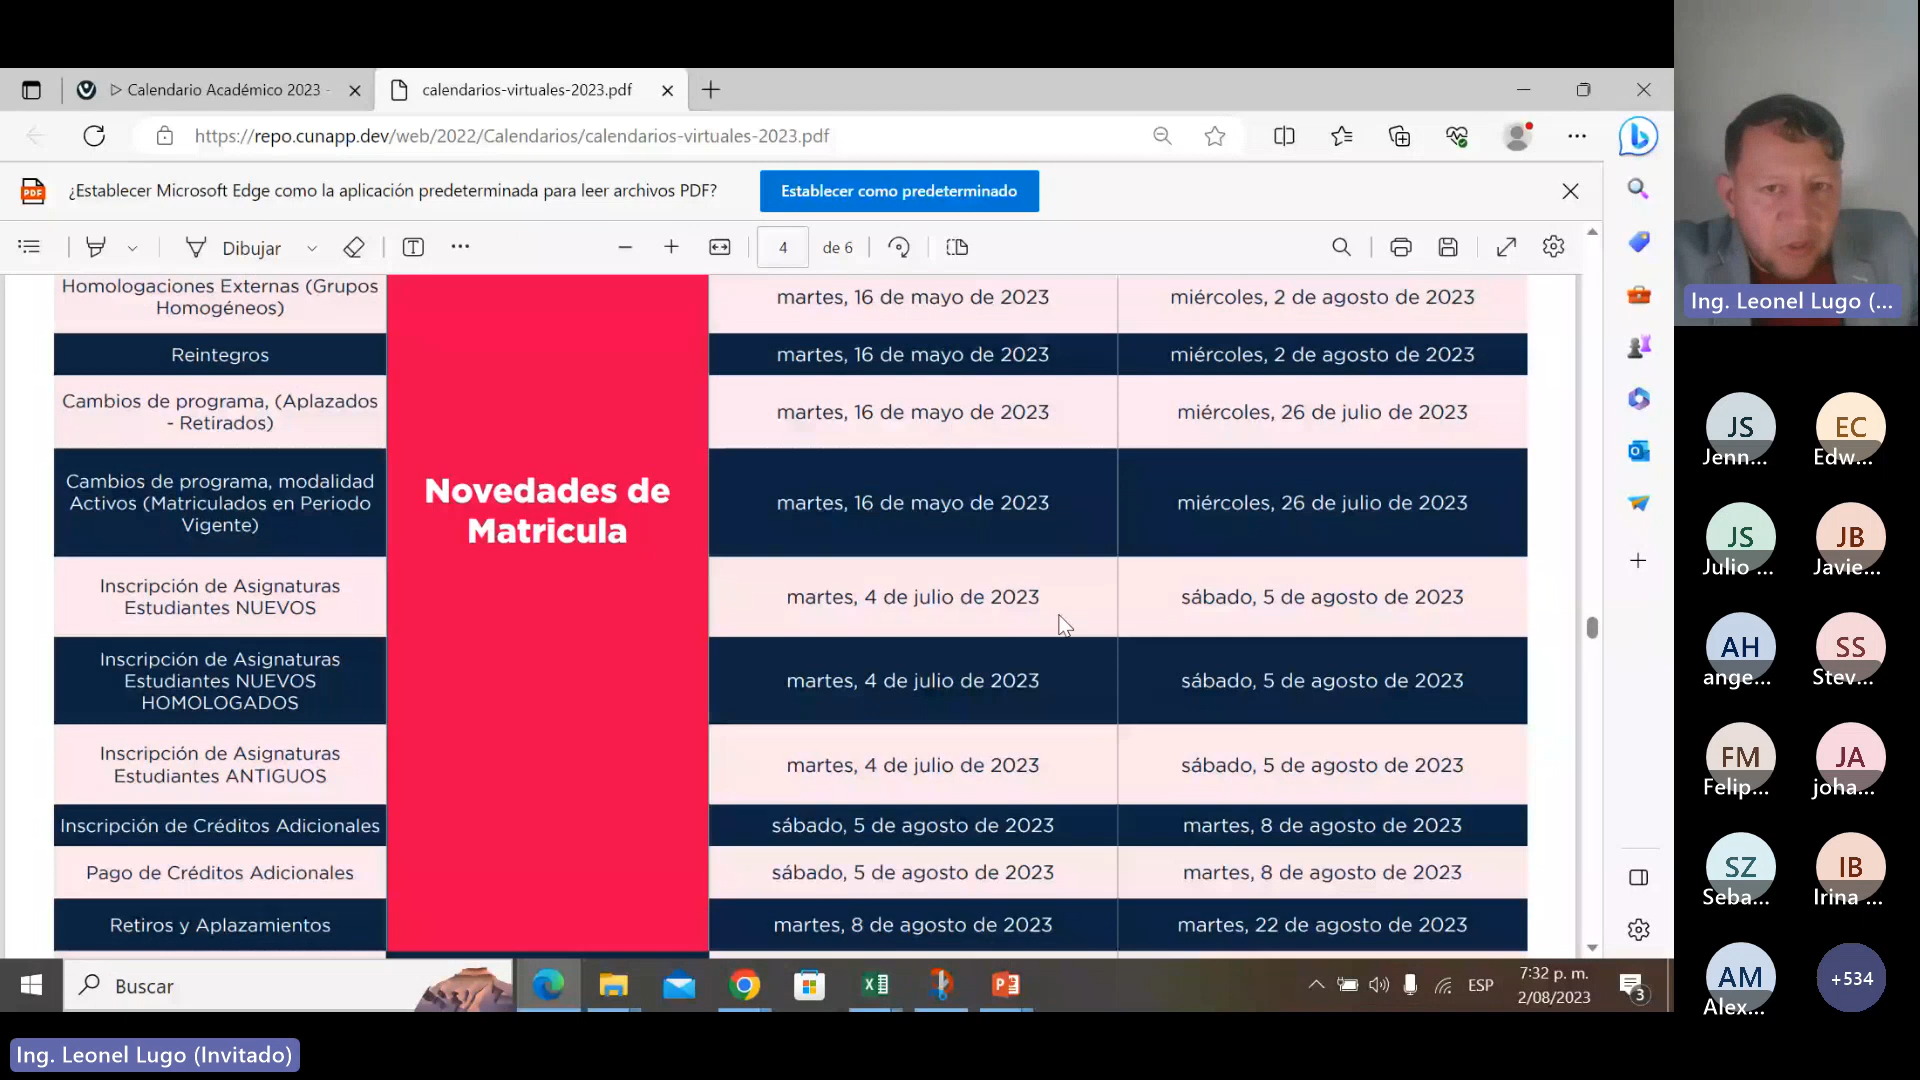 ▷ Calendario Académico 2023 -
calendarios-virtuales-2023.pdf
https://repo.cunapp.dev/web/2022/Calendarios/calendarios-virtuales-2023.pdf
PDF
¿Establecer Microsoft Edge como la aplicación predeterminada para leer archivos PDF?
Establecer como predeterminado
Dibujar
4 de 6
Homologaciones Externas (Grupos
Homogéneos)
martes, 16 de mayo de 2023
miércoles, 2 de agosto de 2023
Reintegros
martes, 16 de mayo de 2023
miércoles, 2 de agosto de 2023
Cambios de programa, (Aplazados
- Retirados)
martes, 16 de mayo de 2023
miércoles, 26 de julio de 2023
Cambios de programa, modalidad
Activos (Matriculados en Periodo
Vigente)
Novedades de
Matricula
martes, 16 de mayo de 2023
miércoles, 26 de julio de 2023
Inscripción de Asignaturas
Estudiantes NUEVOS
martes, 4 de julio de 2023
sábado, 5 de agosto de 2023
Inscripción de Asignaturas
Estudiantes NUEVOS
HOMOLOGADOS
martes, 4 de julio de 2023
sábado, 5 de agosto de 2023
Inscripción de Asignaturas
Estudiantes ANTIGUOS
martes, 4 de julio de 2023
sábado, 5 de agosto de 2023
Inscripción de Créditos Adicionales
sábado, 5 de agosto de 2023
martes, 8 de agosto de 2023
Pago de Créditos Adicionales
sábado, 5 de agosto de 2023
martes, 8 de agosto de 2023
Retiros y Aplazamientos
martes, 8 de agosto de 2023
martes, 22 de agosto de 2023
Buscar
ESP
7:32 p. m.
2/08/2023
3
Ing. Leonel Lugo (Invitado)
Ing. Leonel Lugo (...
JS
Jenn...
EC
Edw...
JS
Julio ...
JB
Javie...
AH
ange...
SS
Stev...
FM
Felip...
JA
joha...
SZ
Seba...
IB
Irina ...
AM
Alex...
+534